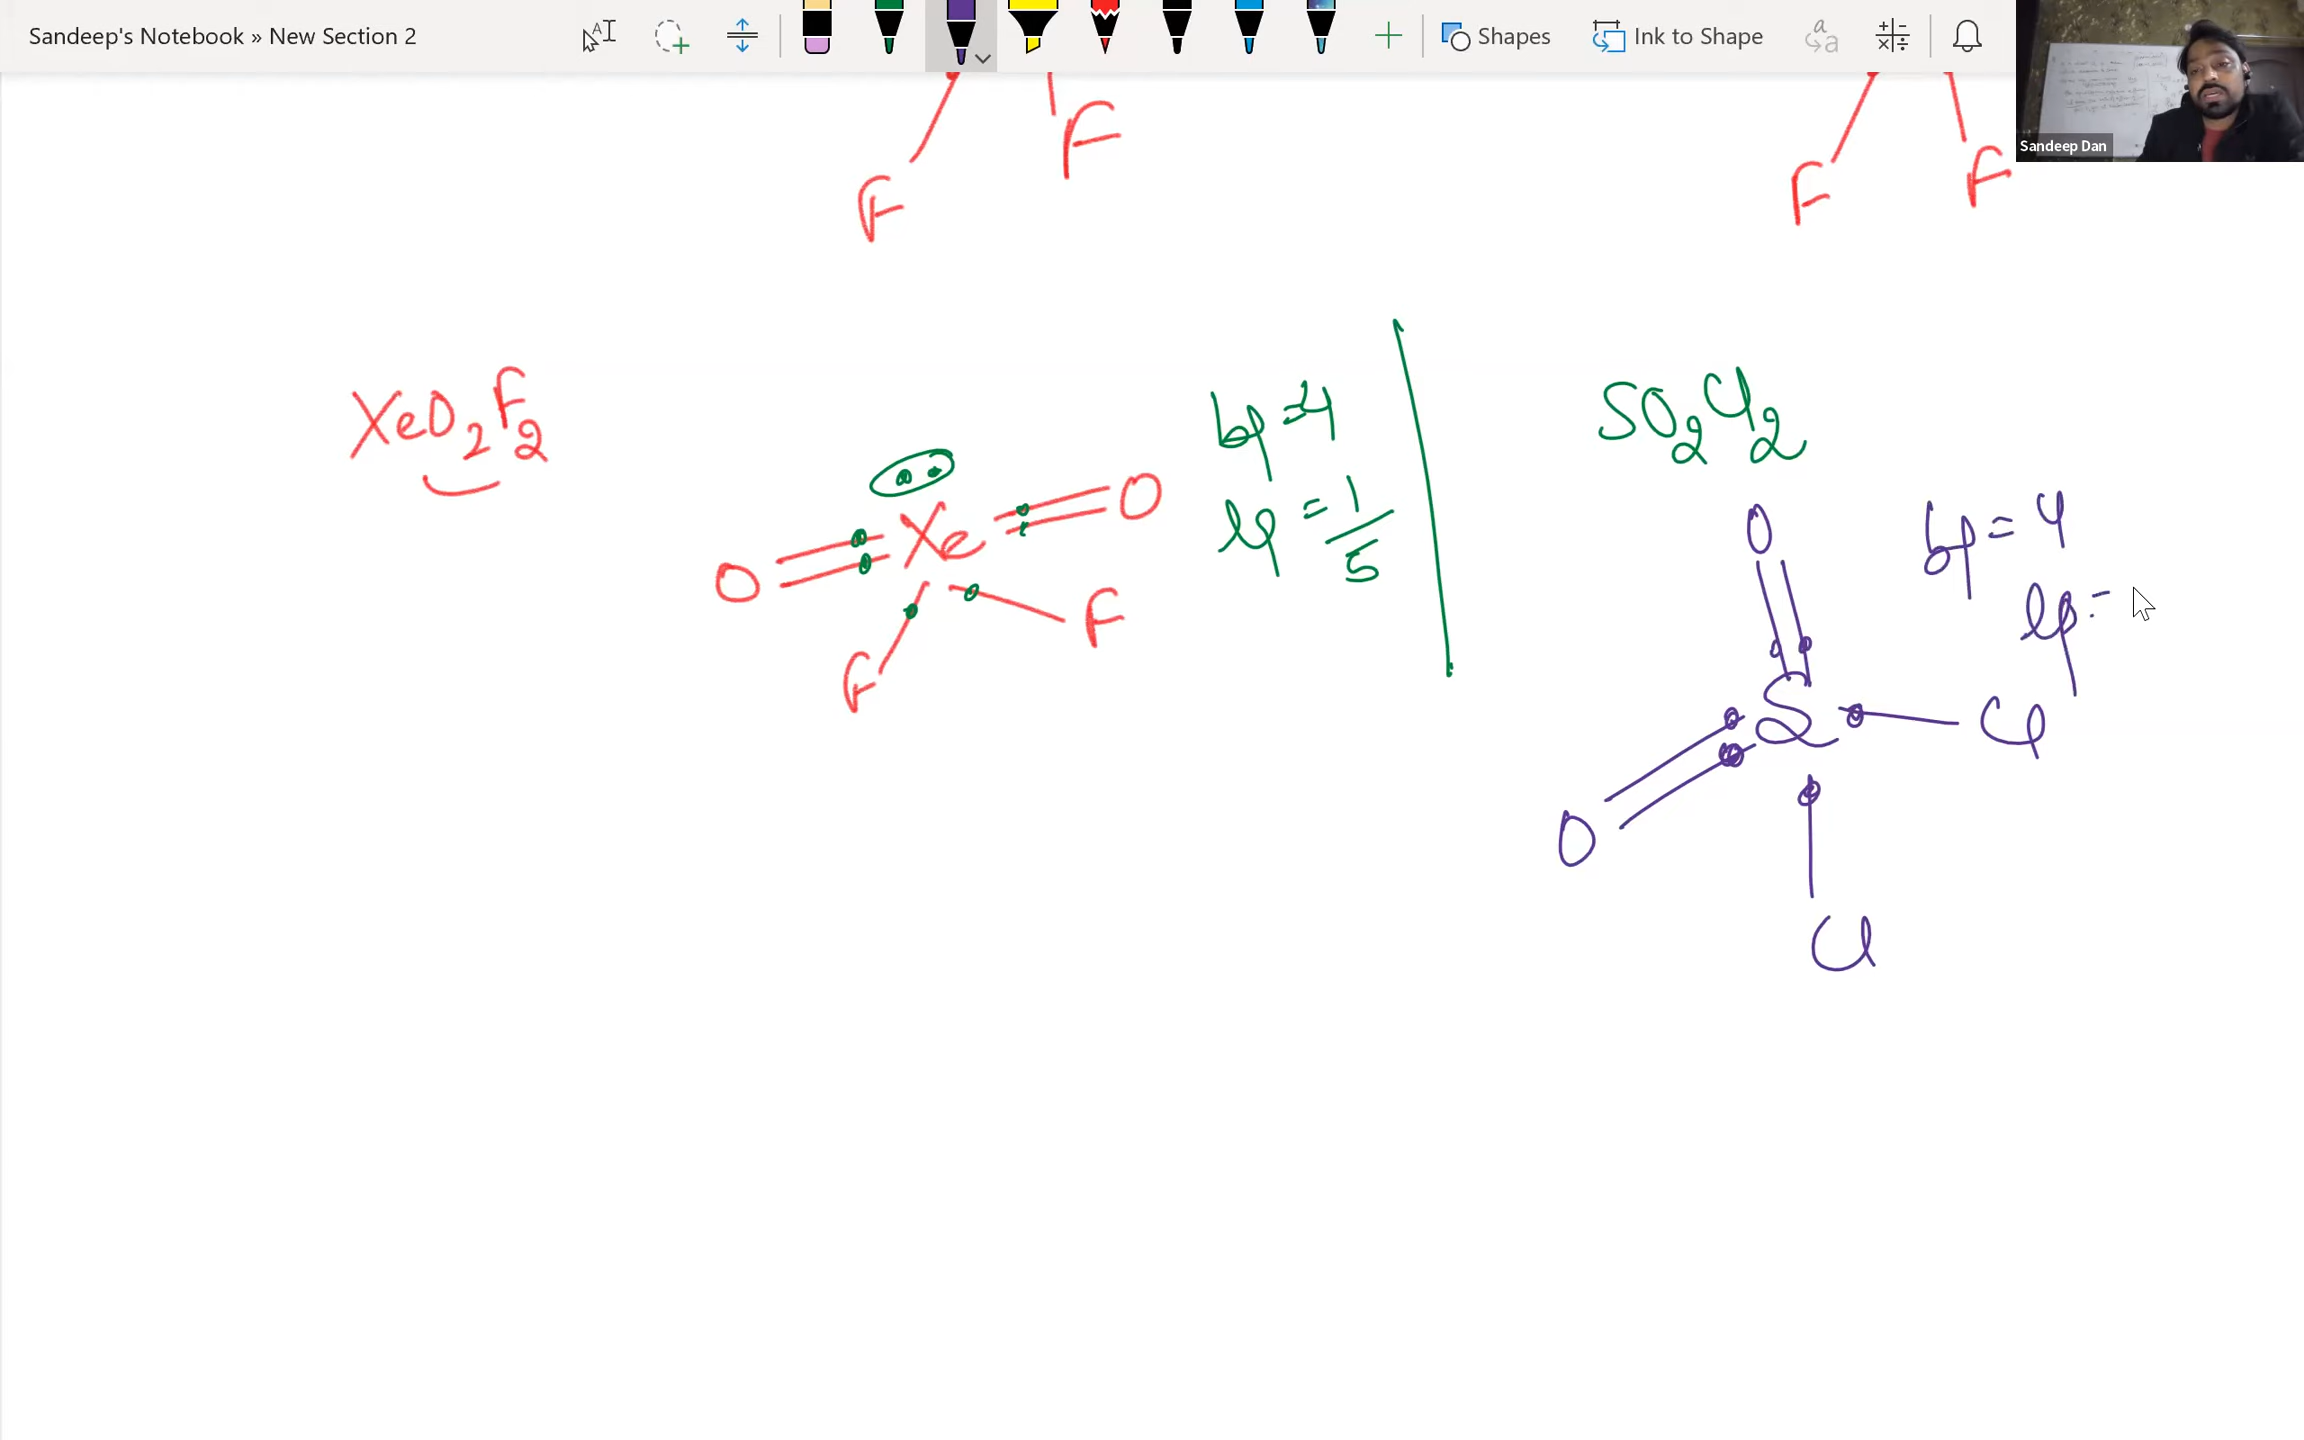 Sandeep's Notebook » New Section 2
Shapes
Ink to Shape
Sandeep Dan
F
F
F
F
XeO2F2
bp = 4
lp = 1
5
O
Xe
O
F
F
SO2Cl2
bp = 4
lp =
O
S
Cl
O
Cl